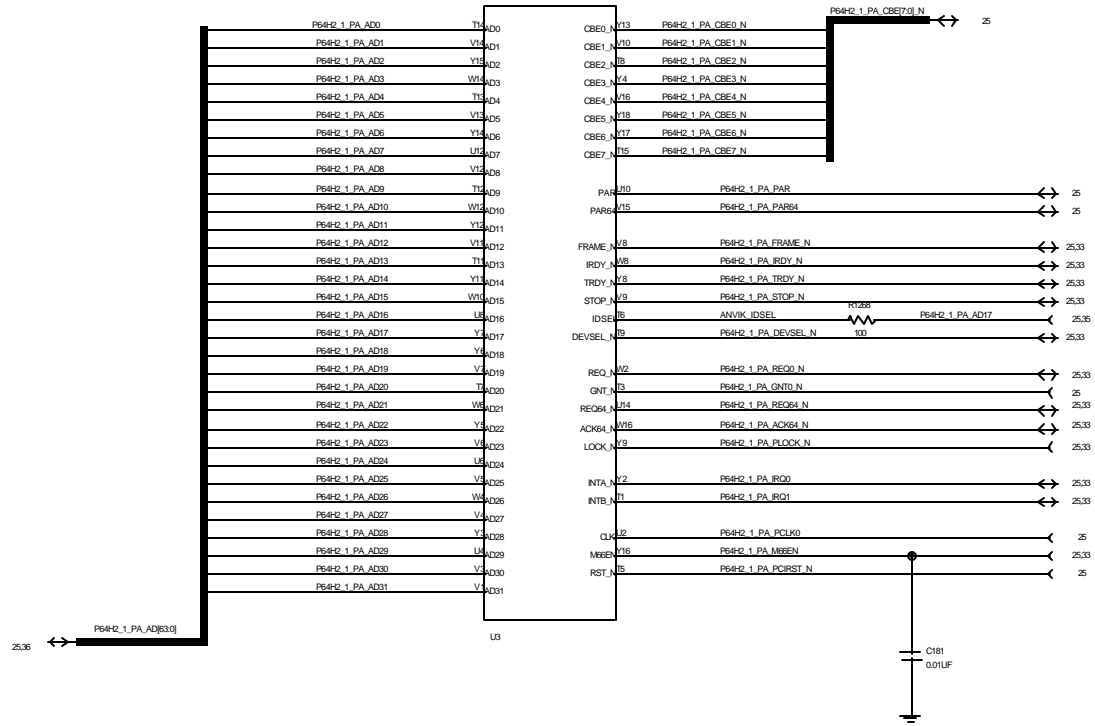 P64H2_1_PA_CBE[7:0]_N
25
P64H2_1_PA_AD0 T14 AD0 CBE0_N Y13 P64H2_1_PA_CBE0_N
P64H2_1_PA_AD1 V14 AD1 CBE1_N V10 P64H2_1_PA_CBE1_N
P64H2_1_PA_AD2 Y15 AD2 CBE2_N T8 P64H2_1_PA_CBE2_N
P64H2_1_PA_AD3 W14 AD3 CBE3_N Y4 P64H2_1_PA_CBE3_N
P64H2_1_PA_AD4 T13 AD4 CBE4_N V16 P64H2_1_PA_CBE4_N
P64H2_1_PA_AD5 V13 AD5 CBE5_N Y18 P64H2_1_PA_CBE5_N
P64H2_1_PA_AD6 Y14 AD6 CBE6_N Y17 P64H2_1_PA_CBE6_N
P64H2_1_PA_AD7 U12 AD7 CBE7_N T15 P64H2_1_PA_CBE7_N
P64H2_1_PA_AD8 V12 AD8
P64H2_1_PA_AD9 T12 AD9 PAR U10 P64H2_1_PA_PAR 25
P64H2_1_PA_AD10 W12 AD10 PAR64 V15 P64H2_1_PA_PAR64 25
P64H2_1_PA_AD11 Y12 AD11
P64H2_1_PA_AD12 V11 AD12 FRAME_N V8 P64H2_1_PA_FRAME_N 25,33
P64H2_1_PA_AD13 T11 AD13 IRDY_N W8 P64H2_1_PA_IRDY_N 25,33
P64H2_1_PA_AD14 Y11 AD14 TRDY_N Y8 P64H2_1_PA_TRDY_N 25,33
P64H2_1_PA_AD15 W10 AD15 STOP_N V9 P64H2_1_PA_STOP_N 25,33
R1268
P64H2_1_PA_AD16 U8 AD16 IDSEL T6 ANVIK_IDSEL P64H2_1_PA_AD17 25,35
100
P64H2_1_PA_AD17 Y7 AD17 DEVSEL_N T9 P64H2_1_PA_DEVSEL_N 25,33
P64H2_1_PA_AD18 Y6 AD18
P64H2_1_PA_AD19 V7 AD19 REQ_N W2 P64H2_1_PA_REQ0_N 25,33
P64H2_1_PA_AD20 T7 AD20 GNT_N T3 P64H2_1_PA_GNT0_N 25
P64H2_1_PA_AD21 W6 AD21 REQ64_N U14 P64H2_1_PA_REQ64_N 25,33
P64H2_1_PA_AD22 Y5 AD22 ACK64_N W16 P64H2_1_PA_ACK64_N 25,33
P64H2_1_PA_AD23 V6 AD23 LOCK_N Y9 P64H2_1_PA_PLOCK_N 25,33
P64H2_1_PA_AD24 U6 AD24
P64H2_1_PA_AD25 V5 AD25 INTA_N Y2 P64H2_1_PA_IRQ0 25,33
P64H2_1_PA_AD26 W4 AD26 INTB_N T1 P64H2_1_PA_IRQ1 25,33
P64H2_1_PA_AD27 V4 AD27
P64H2_1_PA_AD28 Y3 AD28 CLK U2 P64H2_1_PA_PCLK0 25
P64H2_1_PA_AD29 U4 AD29 M66EN Y16 P64H2_1_PA_M66EN 25,33
P64H2_1_PA_AD30 V3 AD30 RST_N T5 P64H2_1_PA_PCIRST_N 25
P64H2_1_PA_AD31 V1 AD31
P64H2_1_PA_AD[63:0]
25,36
U3
C181
0.01UF